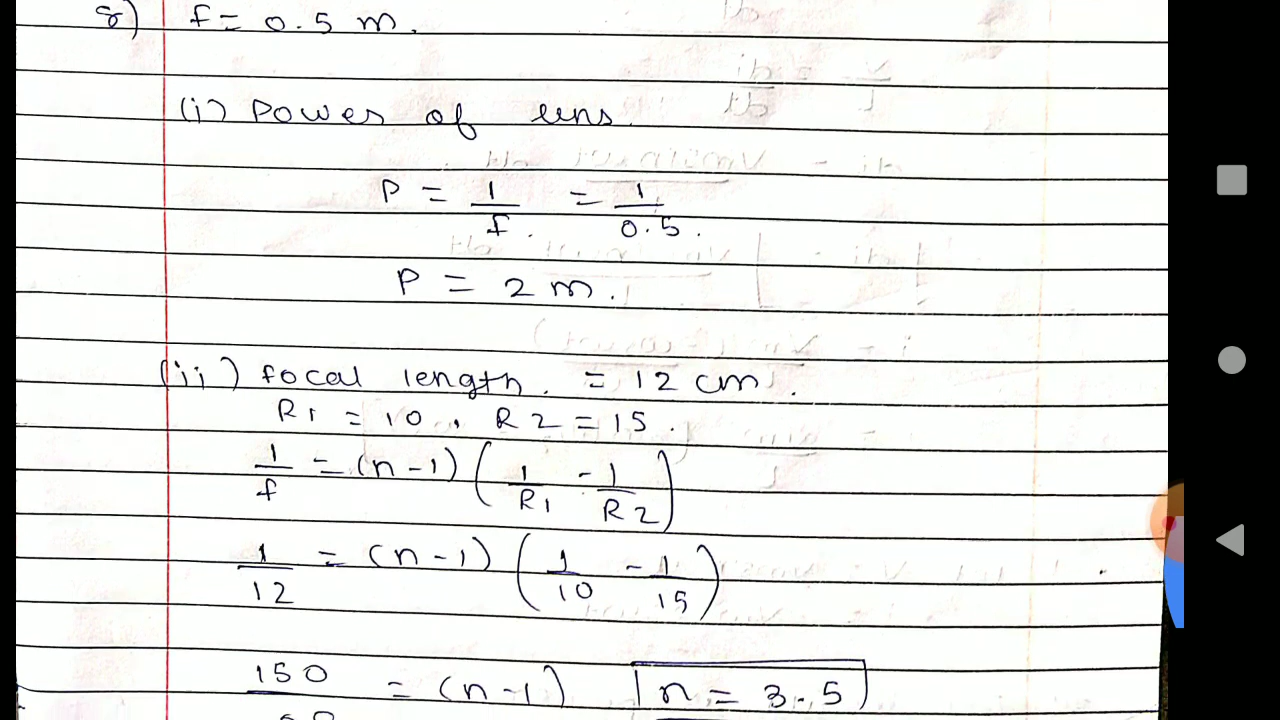 8) f = 0.5 m.
(i) Power of lens.
P = 1/f. = 1/0.5.
P = 2 m.
(ii) focal length. = 12 cm.
R1 = 10, R2 = 15.
1/f = (n-1) (1/R1 - 1/R2)
1/12 = (n-1) (1/10 - 1/15)
150 = (n-1) n = 3.5